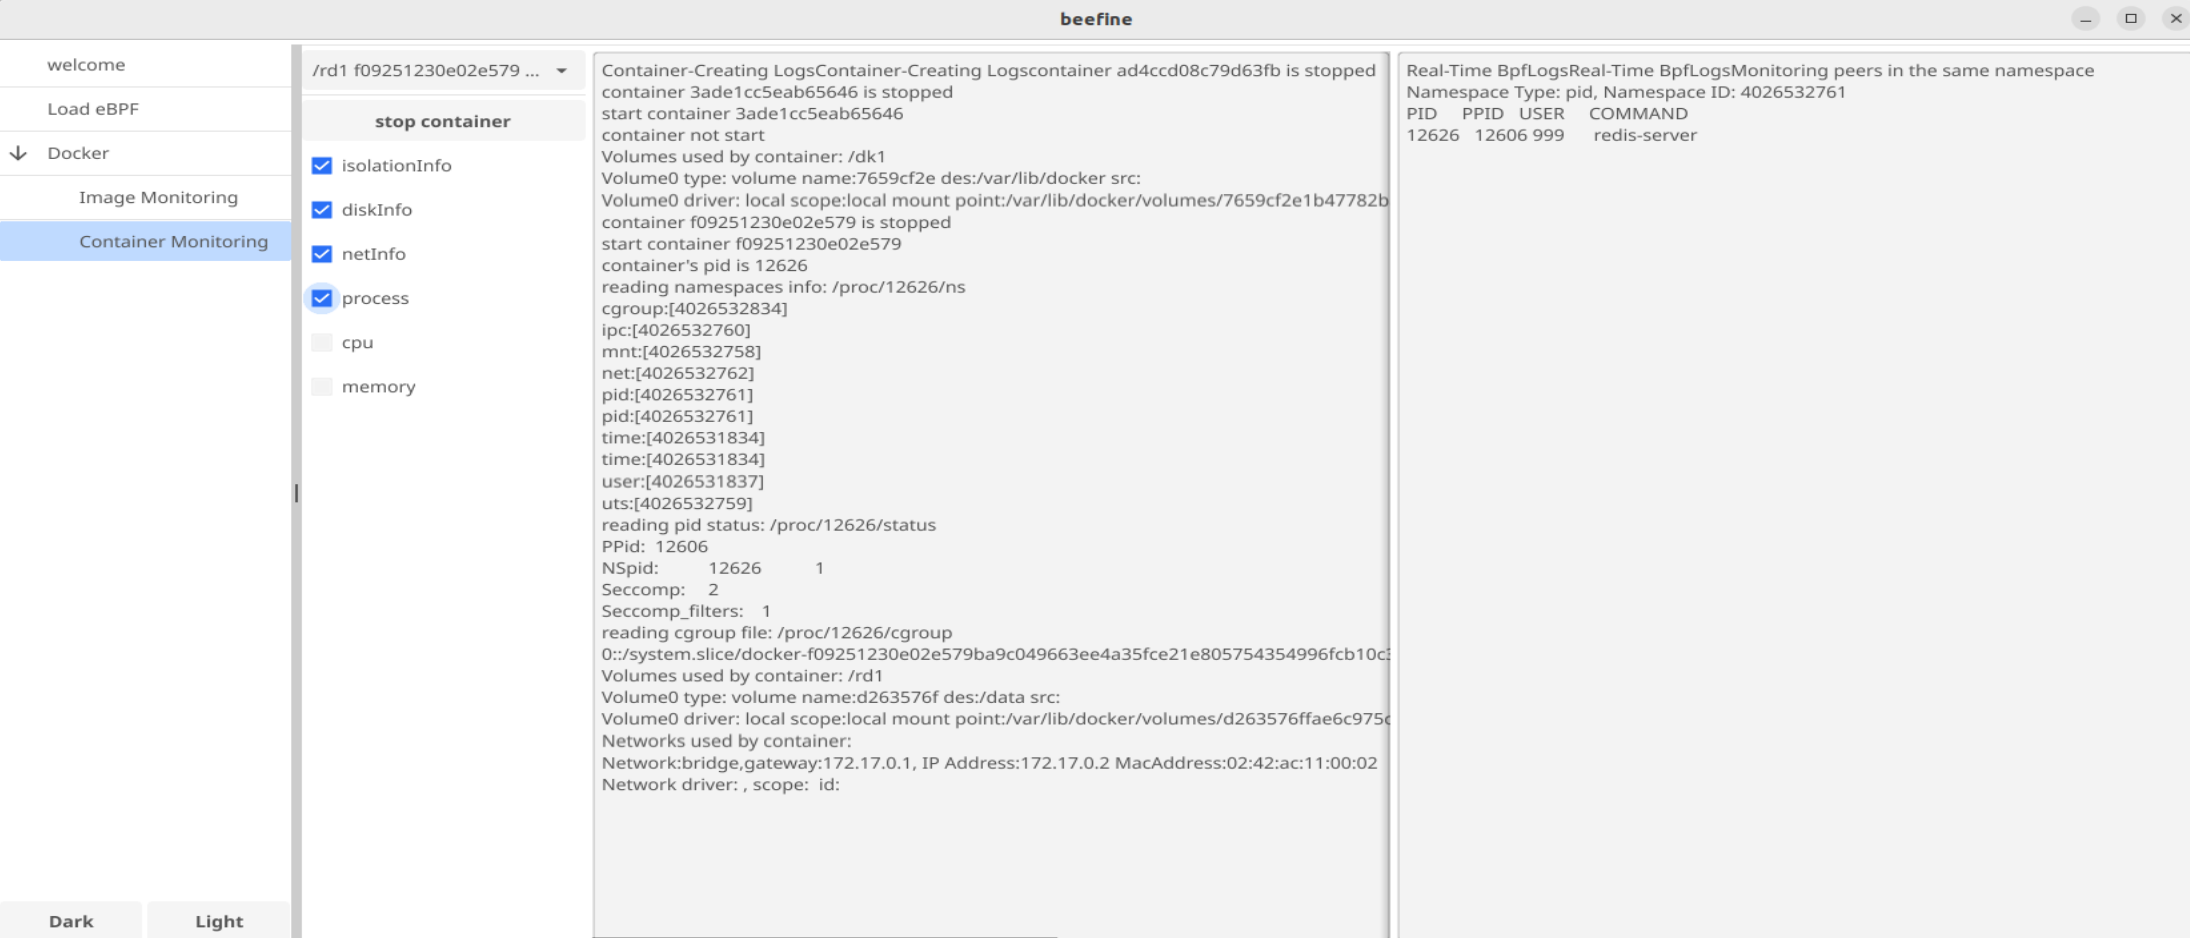 beefine
welcome
Load eBPF
Docker
Image Monitoring
Container Monitoring
Dark
Light
/rd1 f09251230e02e579 ...
stop container
isolationInfo
diskInfo
netInfo
process
cpu
memory
Container-Creating LogsContainer-Creating Logscontainer ad4ccd08c79d63fb is stopped
container 3ade1cc5eab65646 is stopped
start container 3ade1cc5eab65646
container not start
Volumes used by container: /dk1
Volume0 type: volume name:7659cf2e des:/var/lib/docker src:
Volume0 driver: local scope:local mount point:/var/lib/docker/volumes/7659cf2e1b47782b
container f09251230e02e579 is stopped
start container f09251230e02e579
container's pid is 12626
reading namespaces info: /proc/12626/ns
cgroup:[4026532834]
ipc:[4026532760]
mnt:[4026532758]
net:[4026532762]
pid:[4026532761]
pid:[4026532761]
time:[4026531834]
time:[4026531834]
user:[4026531837]
uts:[4026532759]
reading pid status: /proc/12626/status
PPid: 12606
NSpid: 12626 1
Seccomp: 2
Seccomp_filters: 1
reading cgroup file: /proc/12626/cgroup
0::/system.slice/docker-f09251230e02e579ba9c049663ee4a35fce21e805754354996fcb10c3
Volumes used by container: /rd1
Volume0 type: volume name:d263576f des:/data src:
Volume0 driver: local scope:local mount point:/var/lib/docker/volumes/d263576ffae6c975c
Networks used by container:
Network:bridge,gateway:172.17.0.1, IP Address:172.17.0.2 MacAddress:02:42:ac:11:00:02
Network driver: , scope:  id:
Real-Time BpfLogsReal-Time BpfLogsMonitoring peers in the same namespace
Namespace Type: pid, Namespace ID: 4026532761
PID PPID USER COMMAND
12626 12606 999 redis-server